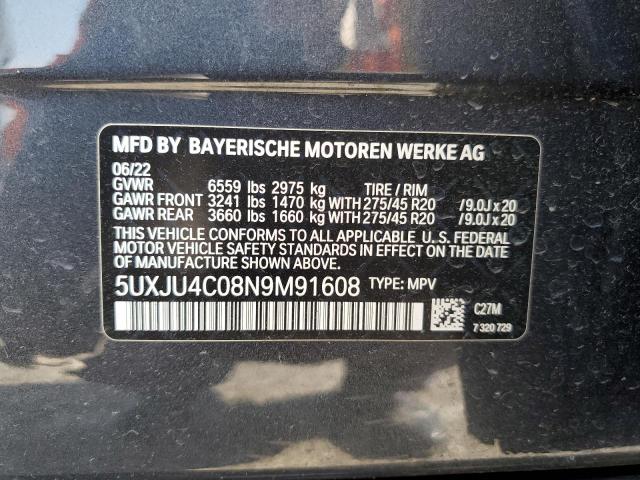 MFD BY BAYERISCHE MOTOREN WERKE AG
06/22
GVWR 6559 lbs 2975 kg TIRE / RIM
GAWR FRONT 3241 lbs 1470 kg WITH 275/45 R20 /9.0J x 20
GAWR REAR 3660 lbs 1660 kg WITH 275/45 R20 /9.0J x 20
THIS VEHICLE CONFORMS TO ALL APPLICABLE U. S. FEDERAL
MOTOR VEHICLE SAFETY STANDARDS IN EFFECT ON THE DATE
OF MANUFACTURE SHOWN ABOVE.
5UXJU4C08N9M91608 TYPE: MPV
C27M
7 320 729